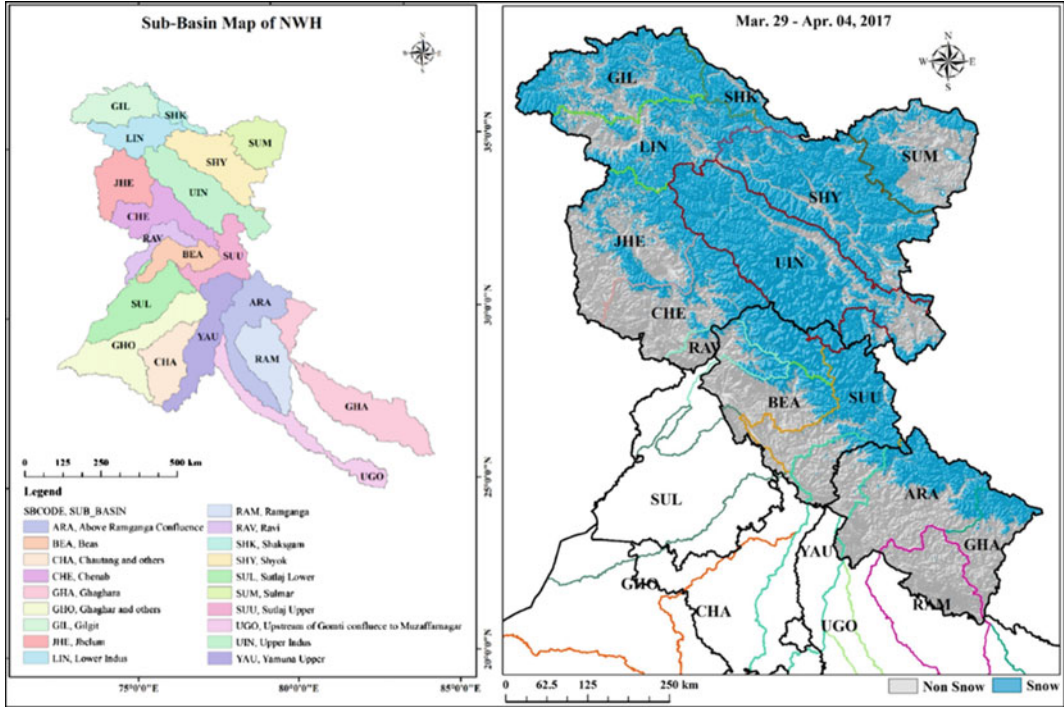 Sub-Basin Map of NWH
N
W E
S
GIL
SHK
LIN
SUM
SHY
JHE
UIN
CHE
RAV
BEA
SUU
SUL
ARA
GHO
CHA
YAU
RAM
GHA
UGO
0 125 250 500 km
Legend
SBCODE, SUB_BASIN
ARA, Above Ramganga Confluence
BEA, Beas
CHA, Chautang and others
CHE, Chenab
GHA, Ghaghara
GHO, Ghaghar and others
GIL, Gilgit
JHE, Jhelum
LIN, Lower Indus
RAM, Ramganga
RAV, Ravi
SHK, Shaksgam
SHY, Shyok
SUL, Sutlaj Lower
SUM, Sulmar
SUU, Sutlaj Upper
UGO, Upstream of Gomti confluece to Muzaffarnagar
UIN, Upper Indus
YAU, Yamuna Upper
35°0'0"N
30°0'0"N
25°0'0"N
20°0'0"N
75°0'0"E 80°0'0"E 85°0'0"E
Mar. 29 - Apr. 04, 2017
N
W E
S
GIL
SHK
LIN
SUM
SHY
JHE
UIN
CHE
RAV
BEA
SUU
SUL
ARA
YAU
GHA
GHO
CHA
UGO
RAM
0 62.5 125 250 km
Non Snow
Snow